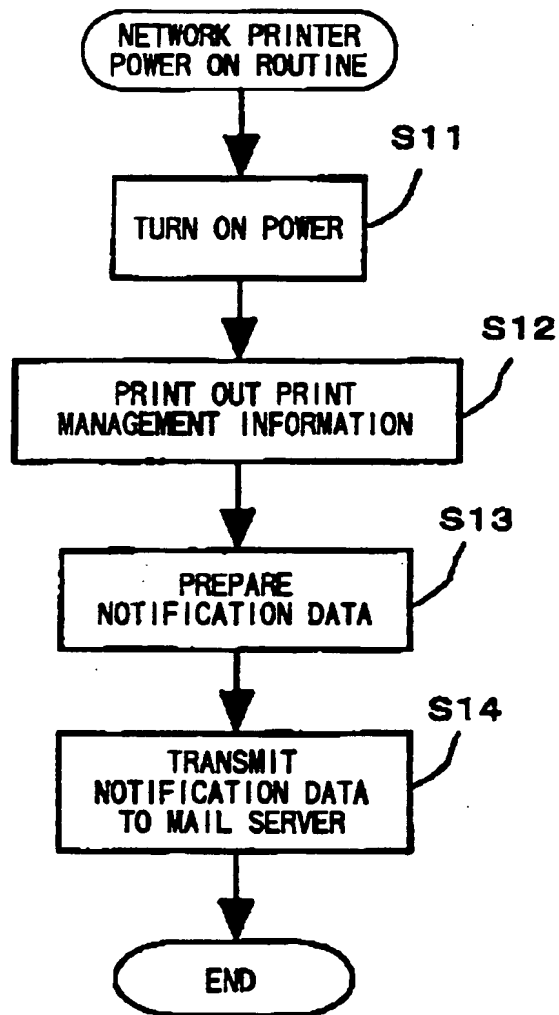 NETWORK PRINTER
POWER ON ROUTINE
S11
TURN ON POWER
S12
PRINT OUT PRINT
MANAGEMENT INFORMATION
S13
PREPARE
NOTIFICATION DATA
S14
TRANSMIT
NOTIFICATION DATA
TO MAIL SERVER
END